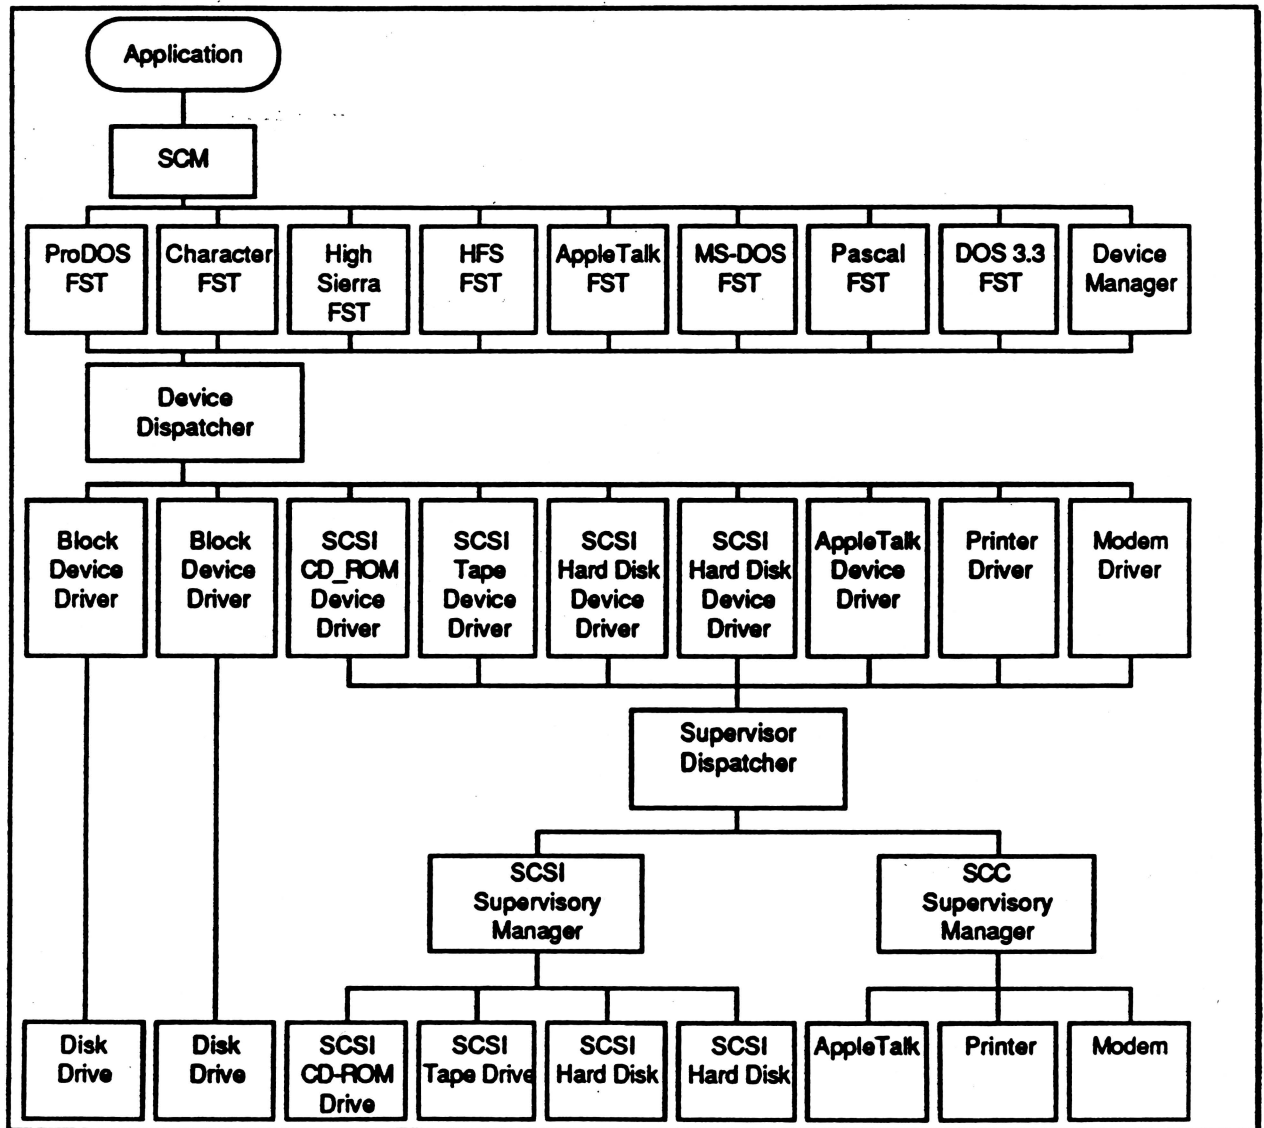 Application
SCM
ProDOS
FST
Character
FST
High
Sierra
FST
HFS
FST
AppleTalk
FST
MS-DOS
FST
Pascal
FST
DOS 3.3
FST
Device
Manager
Device
Dispatcher
Block
Device
Driver
Block
Device
Driver
SCSI
CD_ROM
Device
Driver
SCSI
Tape
Device
Driver
SCSI
Hard Disk
Device
Driver
SCSI
Hard Disk
Device
Driver
AppleTalk
Device
Driver
Printer
Driver
Modem
Driver
Supervisor
Dispatcher
SCSI
Supervisory
Manager
SCC
Supervisory
Manager
Disk
Drive
Disk
Drive
SCSI
CD-ROM
Drive
SCSI
Tape Drive
SCSI
Hard Disk
SCSI
Hard Disk
AppleTalk
Printer
Modem